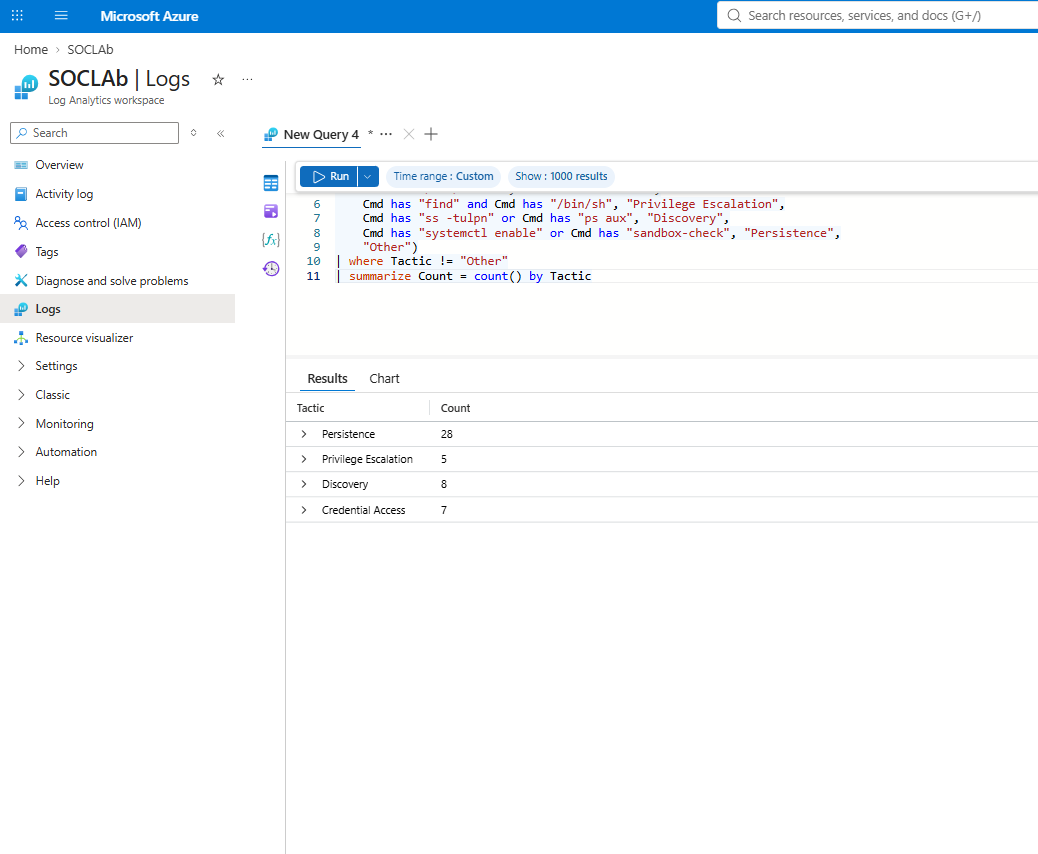 Microsoft Azure
Search resources, services, and docs (G+/)
Home > SOCLAb
SOCLAb | Logs
Log Analytics workspace
Search
Overview
Activity log
Access control (IAM)
Tags
Diagnose and solve problems
Logs
Resource visualizer
Settings
Classic
Monitoring
Automation
Help
New Query 4 * ···
Run
Time range : Custom
Show : 1000 results
6 Cmd has "find" and Cmd has "/bin/sh", "Privilege Escalation",
7 Cmd has "ss -tulpn" or Cmd has "ps aux", "Discovery",
8 Cmd has "systemctl enable" or Cmd has "sandbox-check", "Persistence",
9 "Other")
10 | where Tactic != "Other"
11 | summarize Count = count() by Tactic
Results Chart
Tactic Count
Persistence 28
Privilege Escalation 5
Discovery 8
Credential Access 7